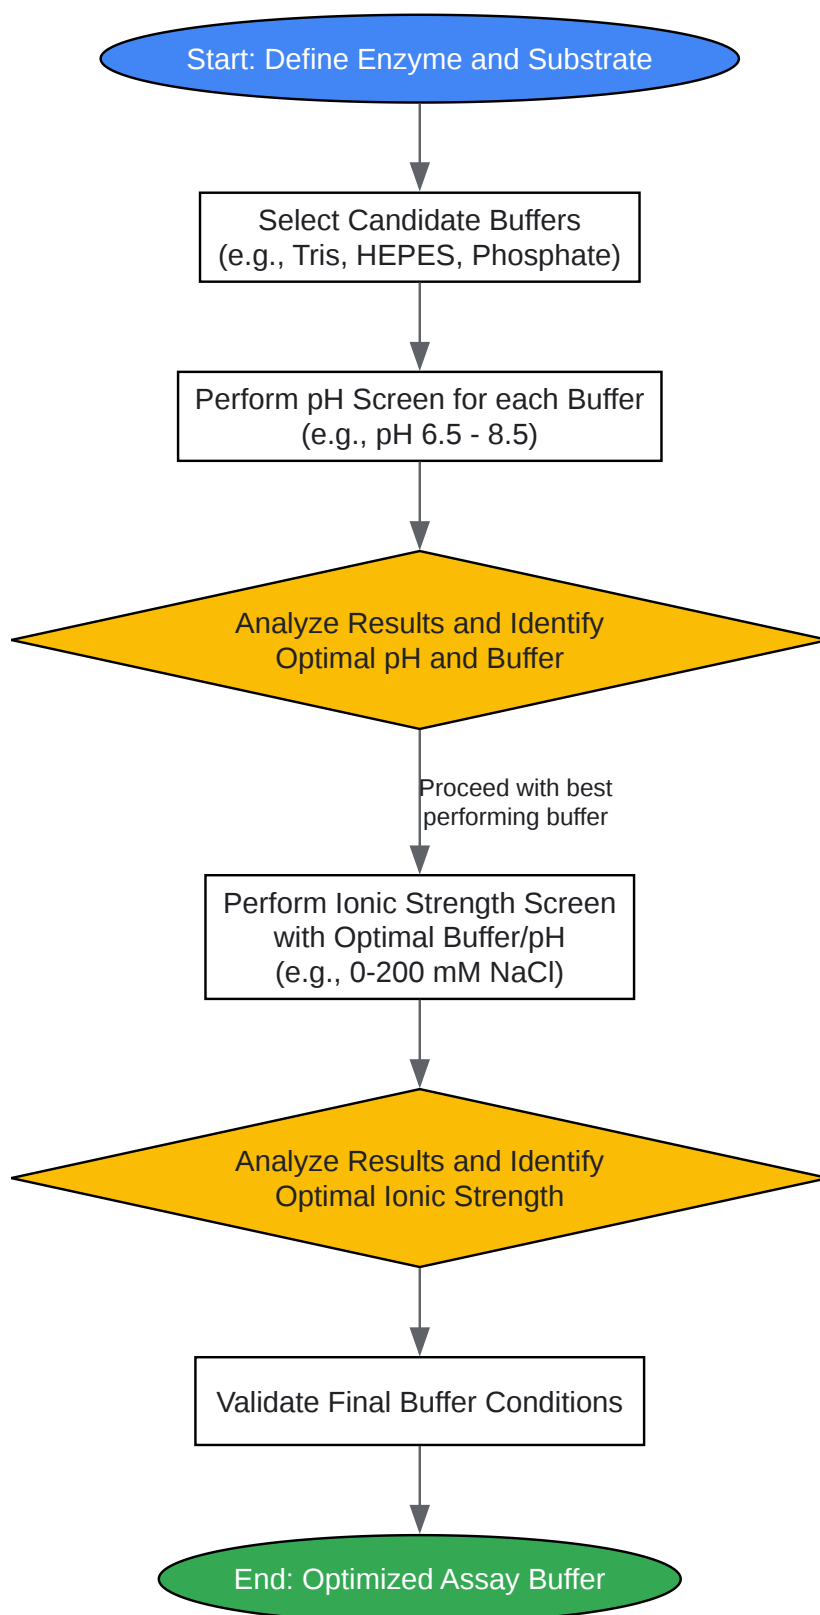 Start: Define Enzyme and Substrate
Select Candidate Buffers
(e.g., Tris, HEPES, Phosphate)
Perform pH Screen for each Buffer
(e.g., pH 6.5 - 8.5)
Analyze Results and Identify
Optimal pH and Buffer
Proceed with best
performing buffer
Perform Ionic Strength Screen
with Optimal Buffer/pH
(e.g., 0-200 mM NaCl)
Analyze Results and Identify
Optimal Ionic Strength
Validate Final Buffer Conditions
End: Optimized Assay Buffer